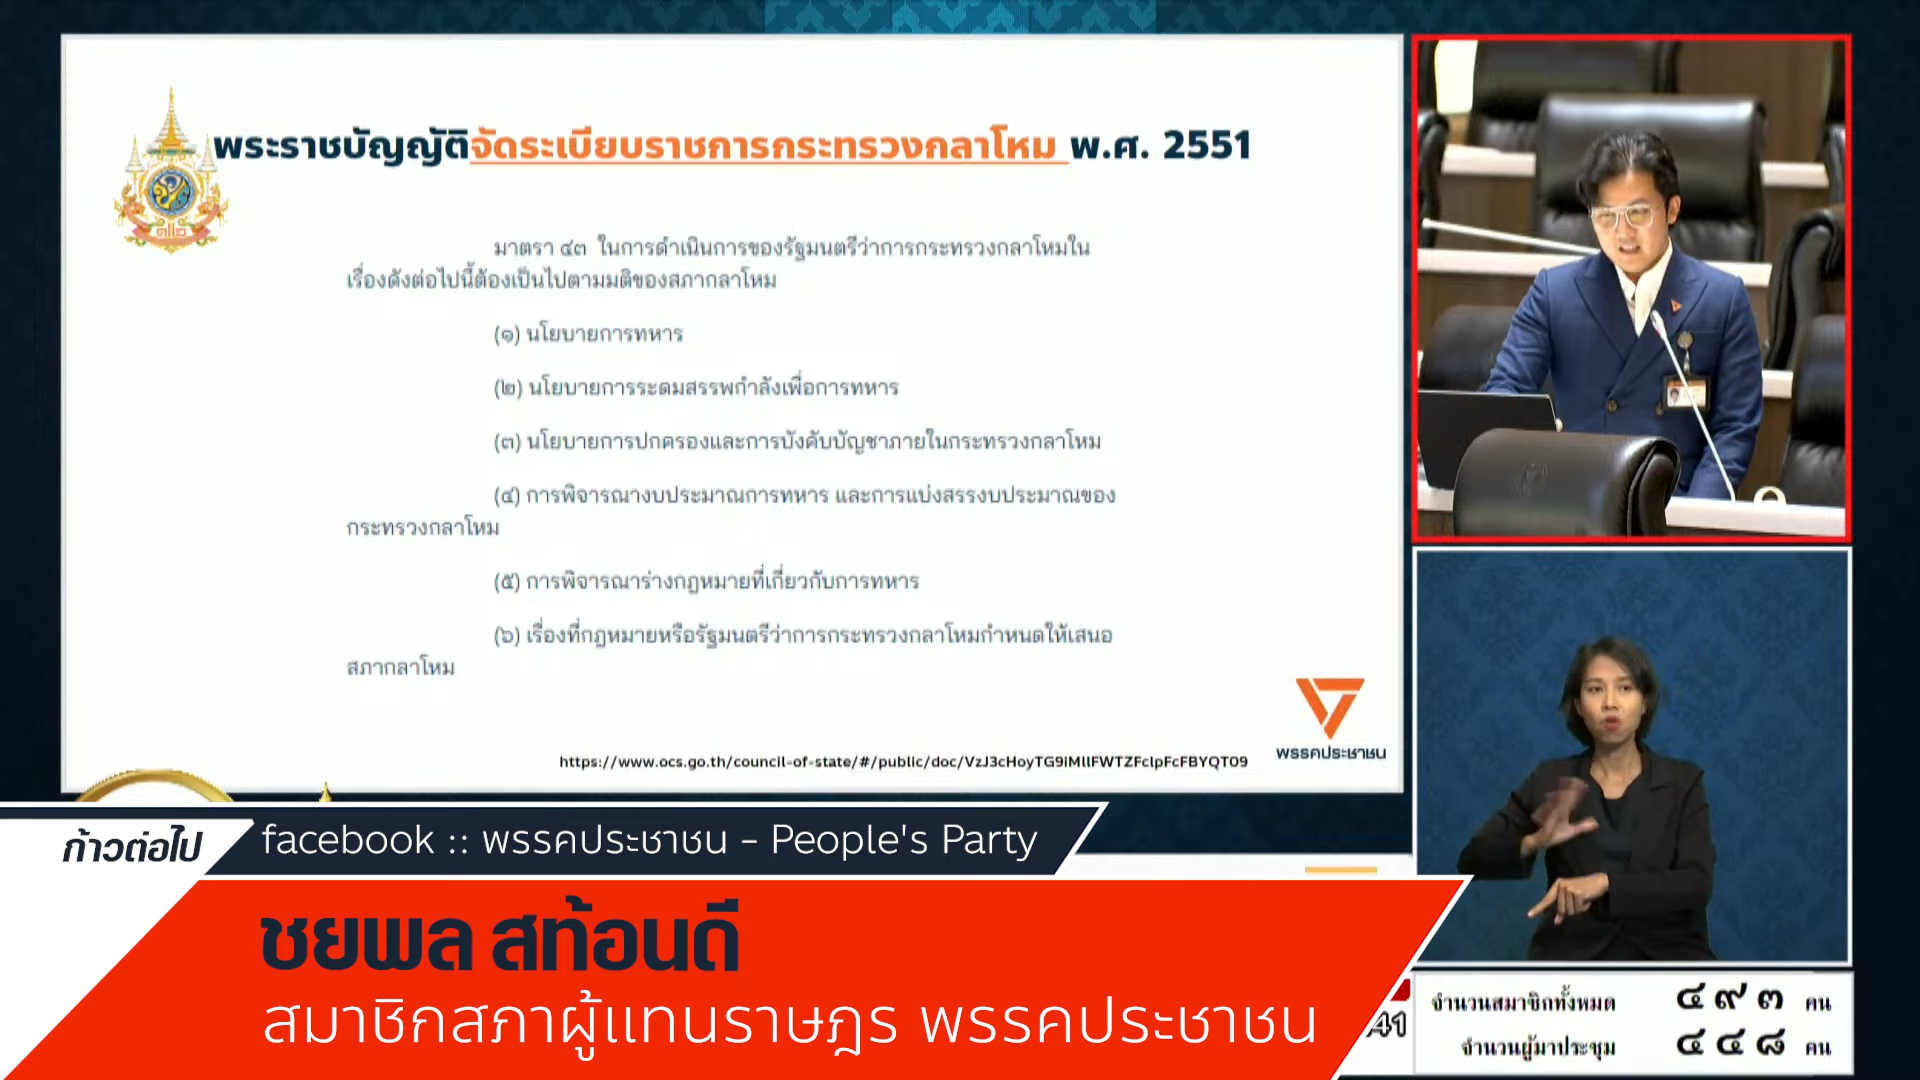 พระราชบัญญัติจัดระเบียบราชการกระทรวงกลาโหม พ.ศ. 2551
มาตรา ๔๓ ในการดำเนินการของรัฐมนตรีว่าการกระทรวงกลาโหมใน
เรื่องดังต่อไปนี้ต้องเป็นไปตามมติของสภากลาโหม
(๑) นโยบายการทหาร
(๒) นโยบายการระดมสรรพกำลังเพื่อการทหาร
(๓) นโยบายการปกครองและการบังคับบัญชาภายในกระทรวงกลาโหม
(๔) การพิจารณางบประมาณการทหาร และการแบ่งสรรงบประมาณของ
กระทรวงกลาโหม
(๕) การพิจารณาร่างกฎหมายที่เกี่ยวกับการทหาร
(๖) เรื่องที่กฎหมายหรือรัฐมนตรีว่าการกระทรวงกลาโหมกำหนดให้เสนอ
สภากลาโหม
พรรคประชาชน
https://www.ocs.go.th/council-of-state/#/public/doc/VzJ3cHoyTG9iMllFWTZFclpFcFBYQT09
ก้าวต่อไป
facebook :: พรรคประชาชน - People's Party
ชยพล สท้อนดี
สมาชิกสภาผู้แทนราษฎร พรรคประชาชน
41
จำนวนสมาชิกทั้งหมด ๔๙๓ คน
จำนวนผู้มาประชุม ๔๔๘ คน